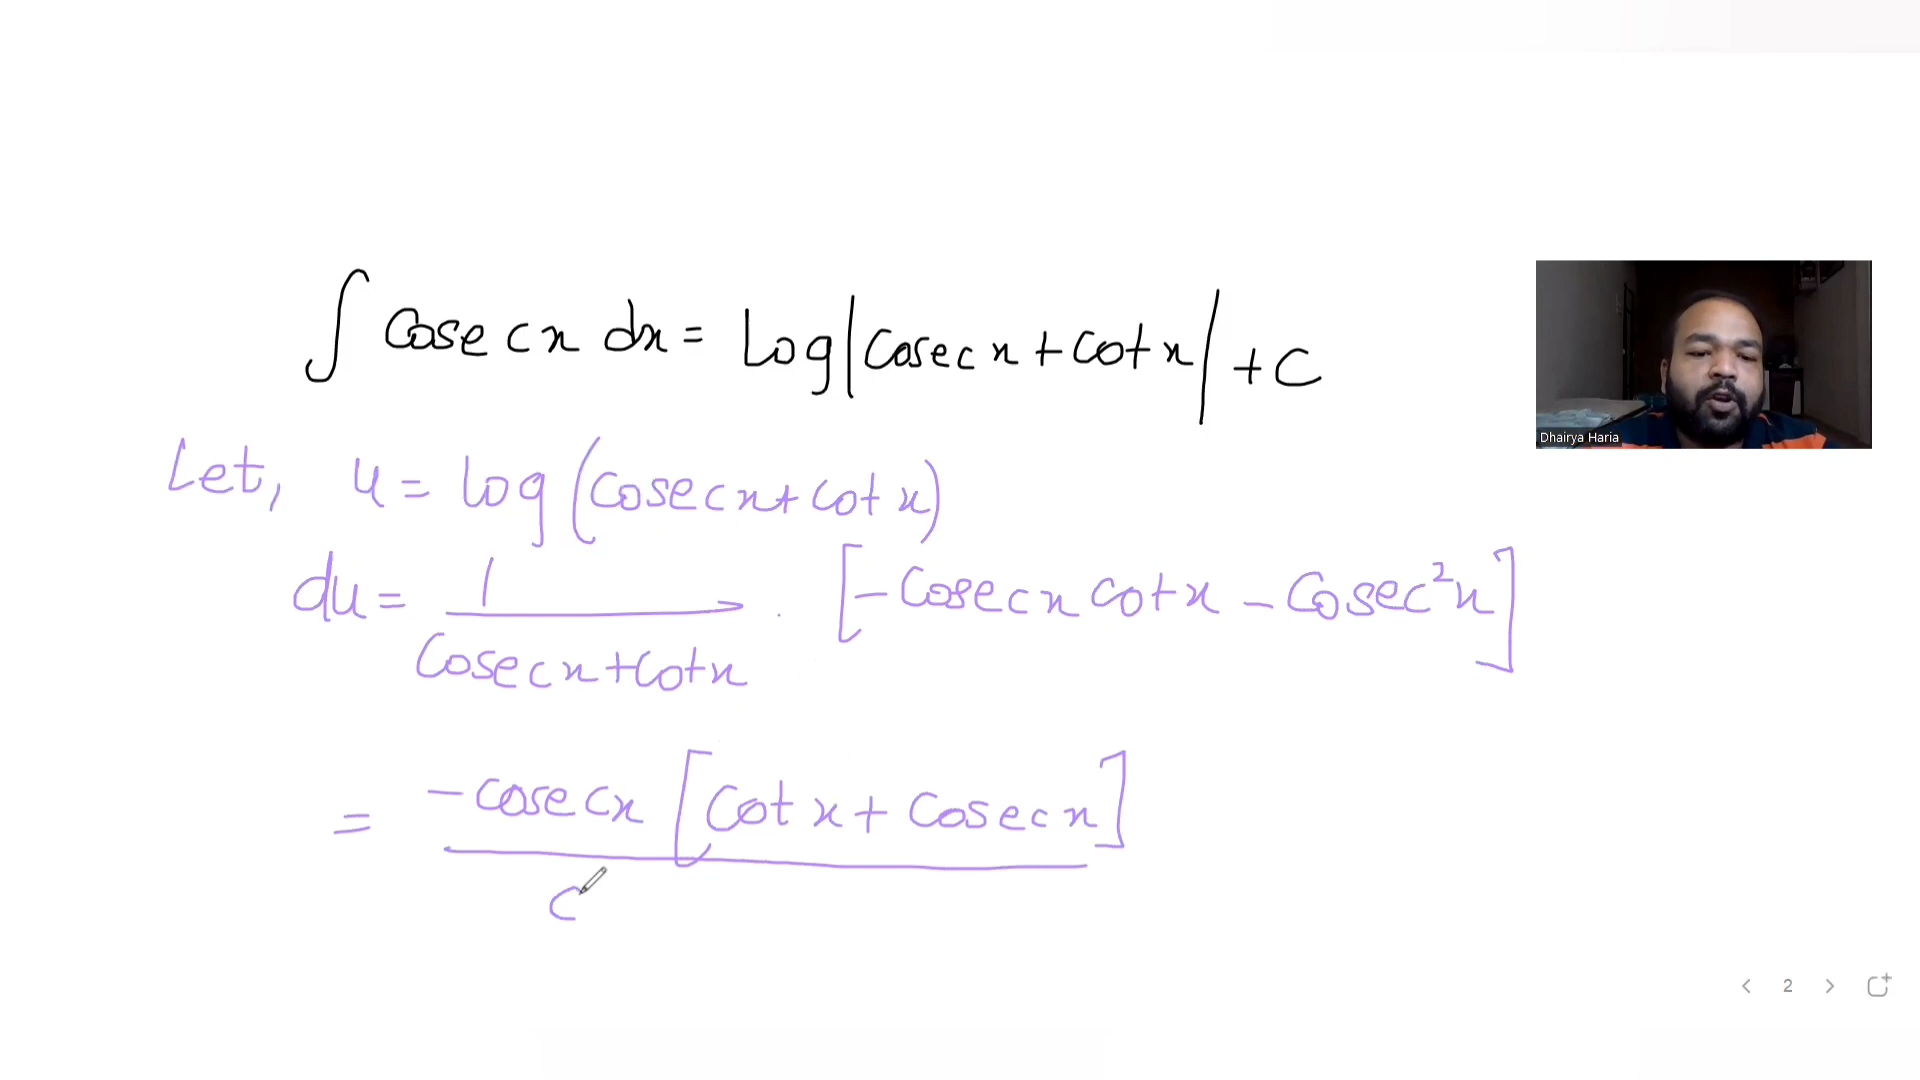 ∫ Cosec x dx = Log|Cosec x + Cot x| + C
Dhairya Haria
Let, u = log (Cosec x + Cot x)
du = 1 / Cosec x + Cot x . [- Cosec x Cot x - Cosec²x]
= - Cosec x [Cot x + Cosec x] / C
2